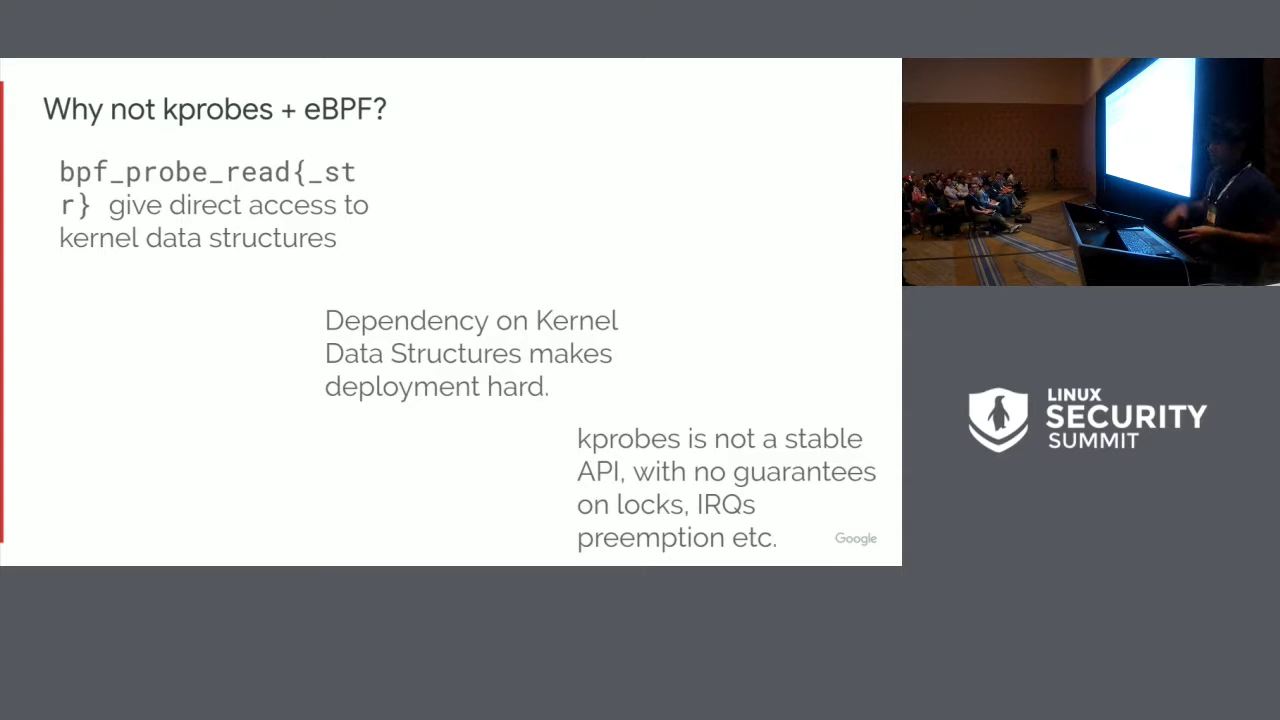 Why not kprobes + eBPF?
bpf_probe_read{_st
r} give direct access to
kernel data structures
Dependency on Kernel
Data Structures makes
deployment hard.
kprobes is not a stable
API, with no guarantees
on locks, IRQs
preemption etc.
Google
LINUX
SECURITY
SUMMIT